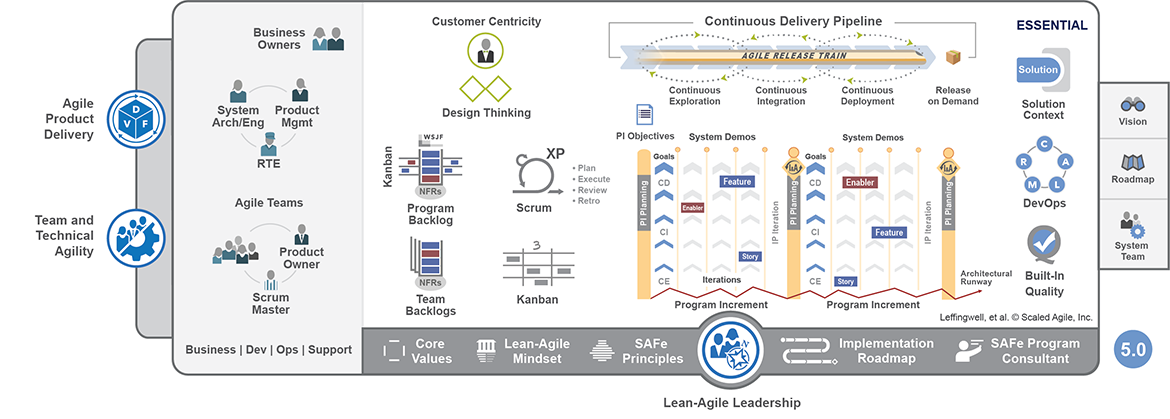 Agile
Product
Delivery
D
V F
Team and
Technical
Agility
Business
Owners
System
Arch/Eng
Product
Mgmt
RTE
Agile Teams
Product
Owner
Scrum
Master
Business | Dev | Ops | Support
Customer Centricity
Design Thinking
Kanban
WSJF
NFRs
Program
Backlog
XP
• Plan
• Execute
• Review
• Retro
Scrum
NFRs
Team
Backlogs
3
Kanban
Continuous Delivery Pipeline
AGILE RELEASE TRAIN
Continuous
Exploration
Continuous
Integration
Continuous
Deployment
Release
on Demand
PI Objectives
System Demos
System Demos
Goals
CD
CI
CE
PI Planning
Feature
Enabler
Story
IP Iteration
I&A
PI Planning
Goals
CD
CI
CE
Enabler
Feature
Story
IP Iteration
I&A
PI Planning
Iterations
Program Increment
Program Increment
Architectural
Runway
Leffingwell, et al. © Scaled Agile, Inc.
ESSENTIAL
Solution
Solution
Context
C
R A
M L
DevOps
Built-In
Quality
Vision
Roadmap
System
Team
Core
Values
Lean-Agile
Mindset
SAFe
Principles
Implementation
Roadmap
SAFe Program
Consultant
5.0
Lean-Agile Leadership